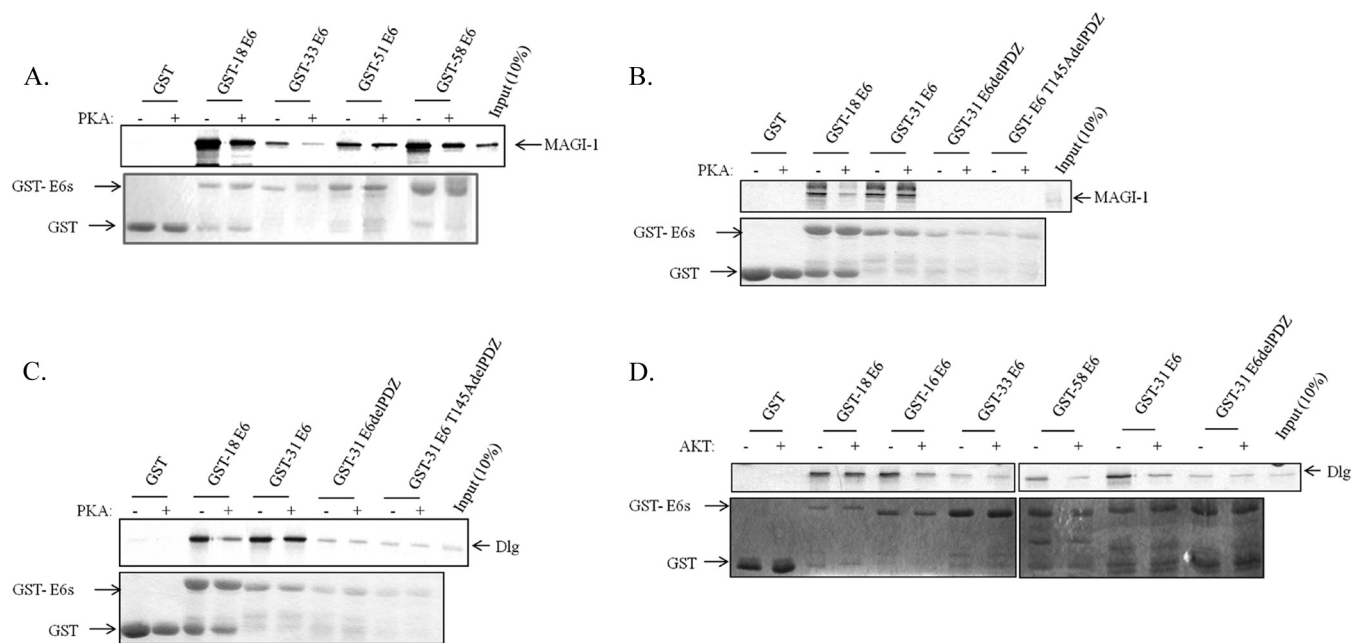 A.
GST
GST-18 E6
GST-33 E6
GST-51 E6
GST-58 E6
Input (10%)
PKA: - + - + - + - + - +
MAGI-1
GST- E6s
GST
B.
GST
GST-18 E6
GST-31 E6
GST-31 E6delPDZ
GST-E6 T145AdelPDZ
Input (10%)
PKA: - + - + - + - + - +
MAGI-1
GST- E6s
GST
C.
GST
GST-18 E6
GST-31 E6
GST-31 E6delPDZ
GST-31 E6 T145AdelPDZ
Input (10%)
PKA: - + - + - + - + - +
Dlg
GST- E6s
GST
D.
GST
GST-18 E6
GST-16 E6
GST-33 E6
GST-58 E6
GST-31 E6
GST-31 E6delPDZ
Input (10%)
AKT: - + - + - + - + - + - + - +
Dlg
GST- E6s
GST